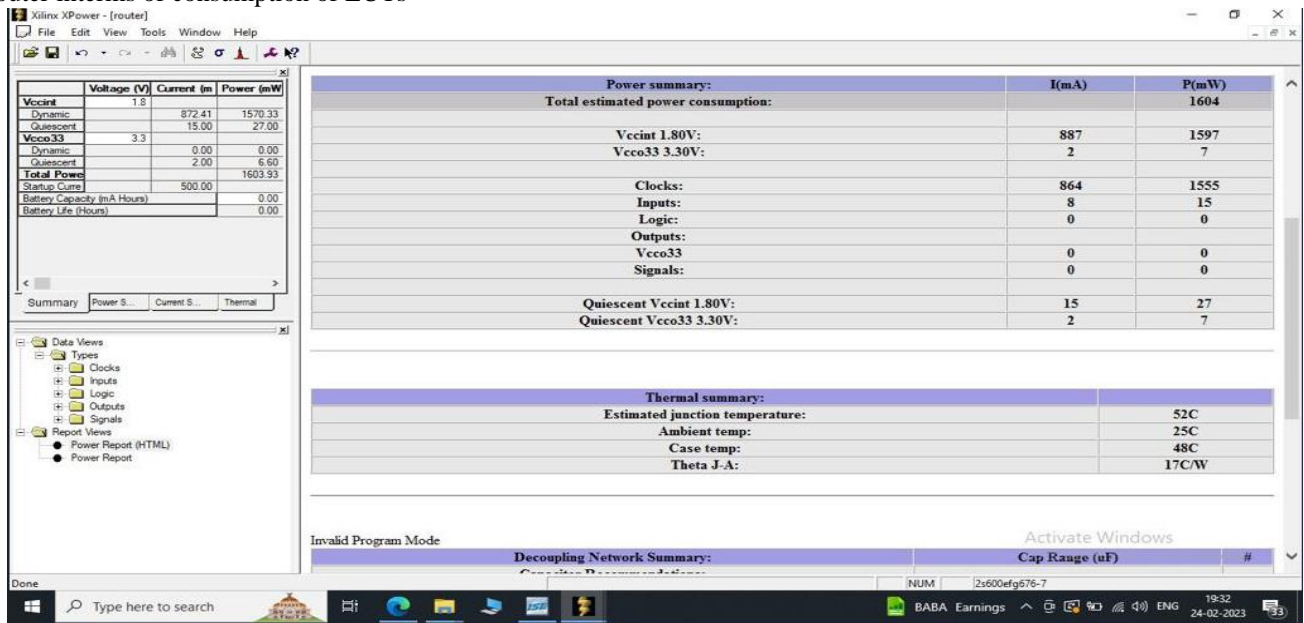 Xilinx XPower - [router]
File Edit View Tools Window Help
Voltage (V) Current (m Power (mW
Vccint 1.8
Dynamic 872.41 1570.33
Quiescent 15.00 27.00
Vcco33 3.3
Dynamic 0.00 0.00
Quiescent 2.00 6.60
Total Powe 1603.93
Startup Curre 500.00
Battery Capacity (mA Hours) 0.00
Battery Life (Hours) 0.00
Summary Power S... Current S... Thermal
Data Views
Types
Clocks
Inputs
Logic
Outputs
Signals
Report Views
Power Report (HTML)
Power Report
Power summary: I(mA) P(mW)
Total estimated power consumption: 1604
Vccint 1.80V: 887 1597
Vcco33 3.30V: 2 7
Clocks: 864 1555
Inputs: 8 15
Logic: 0 0
Outputs:
Vcco33 0 0
Signals: 0 0
Quiescent Vccint 1.80V: 15 27
Quiescent Vcco33 3.30V: 2 7
Thermal summary:
Estimated junction temperature: 52C
Ambient temp: 25C
Case temp: 48C
Theta J-A: 17C/W
Invalid Program Mode
Activate Windows
Decoupling Network Summary: Cap Range (uF) #
Done NUM 2s600efg676-7
Type here to search ISE BABA Earnings ENG 19:32
24-02-2023 33